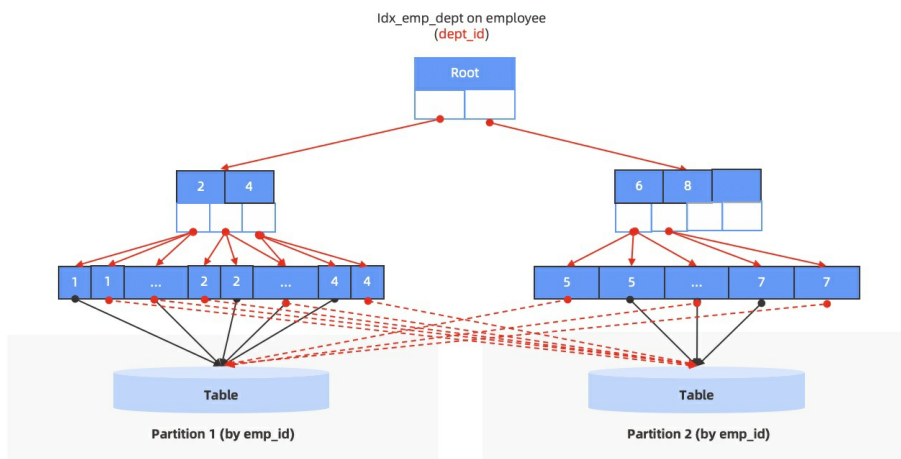 Idx_emp_dept on employee
(dept_id)
Root
2 4
6 8
1 1 ... 2 2 ... 4 4
5 5 ... 7 7
Table
Table
Partition 1 (by emp_id)
Partition 2 (by emp_id)